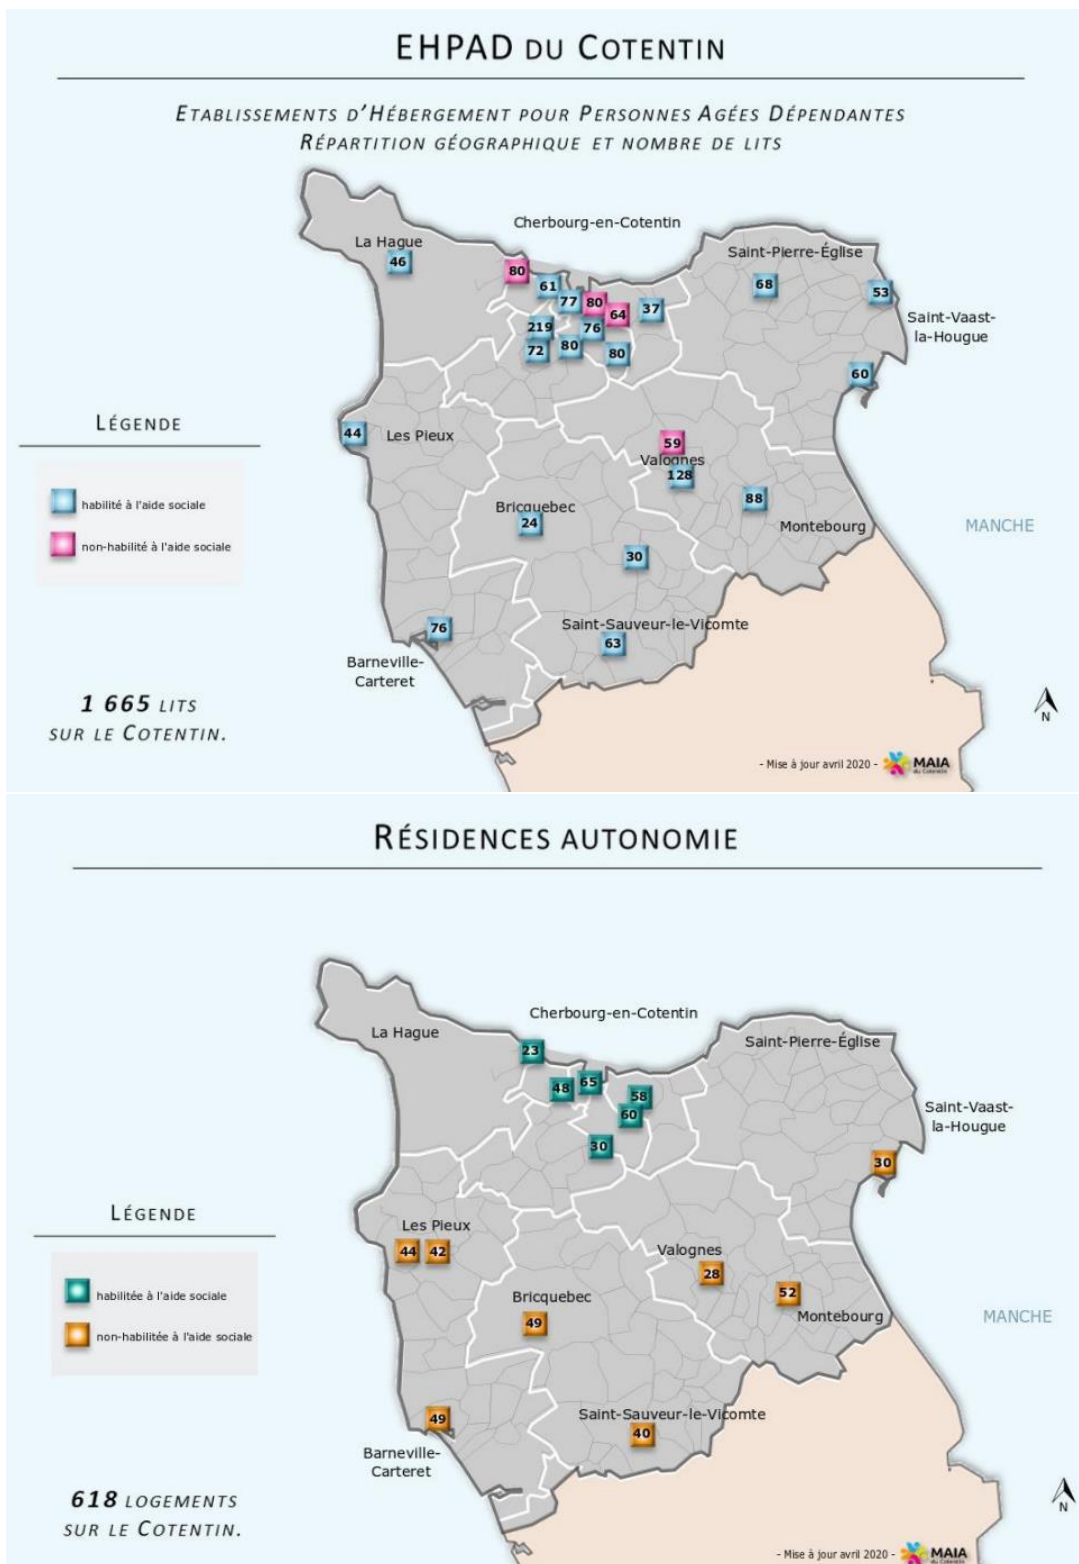 EHPAD DU COTENTIN
ETABLISSEMENTS D'HÉBERGEMENT POUR PERSONNES AGÉES DÉPENDANTES
RÉPARTITION GÉOGRAPHIQUE ET NOMBRE DE LITS
Cherbourg-en-Cotentin
La Hague
46
80
61
77
80
64
37
219
76
72
80
80
Saint-Pierre-Église
68
53
Saint-Vaast-
la-Hougue
60
LÉGENDE
habilité à l'aide sociale
non-habilité à l'aide sociale
44
Les Pieux
59
Valognes
128
88
Montebourg
MANCHE
Bricquebec
24
30
76
Saint-Sauveur-le-Vicomte
63
Barneville-
Carteret
1 665 LITS
SUR LE COTENTIN.
N
- Mise à jour avril 2020 -
MAIA
du Cotentin
RÉSIDENCES AUTONOMIE
Cherbourg-en-Cotentin
La Hague
23
48
65
58
60
30
Saint-Pierre-Église
Saint-Vaast-
la-Hougue
30
LÉGENDE
habilitée à l'aide sociale
non-habilitée à l'aide sociale
Les Pieux
44
42
Valognes
28
52
Montebourg
MANCHE
Bricquebec
49
49
Saint-Sauveur-le-Vicomte
40
Barneville-
Carteret
618 LOGEMENTS
SUR LE COTENTIN.
N
- Mise à jour avril 2020 -
MAIA
du Cotentin